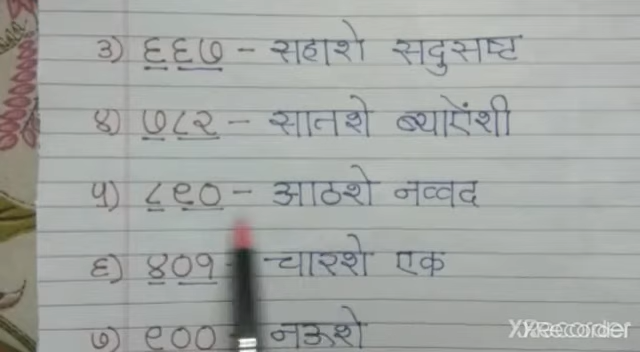 ३) ६६७ - सहाशे सदुसष्ट
४) ७८२ - सातशे ब्याऐंशी
५) ८९० - आठशे नव्वद
६) ४०१ - चारशे एक
७) ९०० - नऊशे
XRecorder